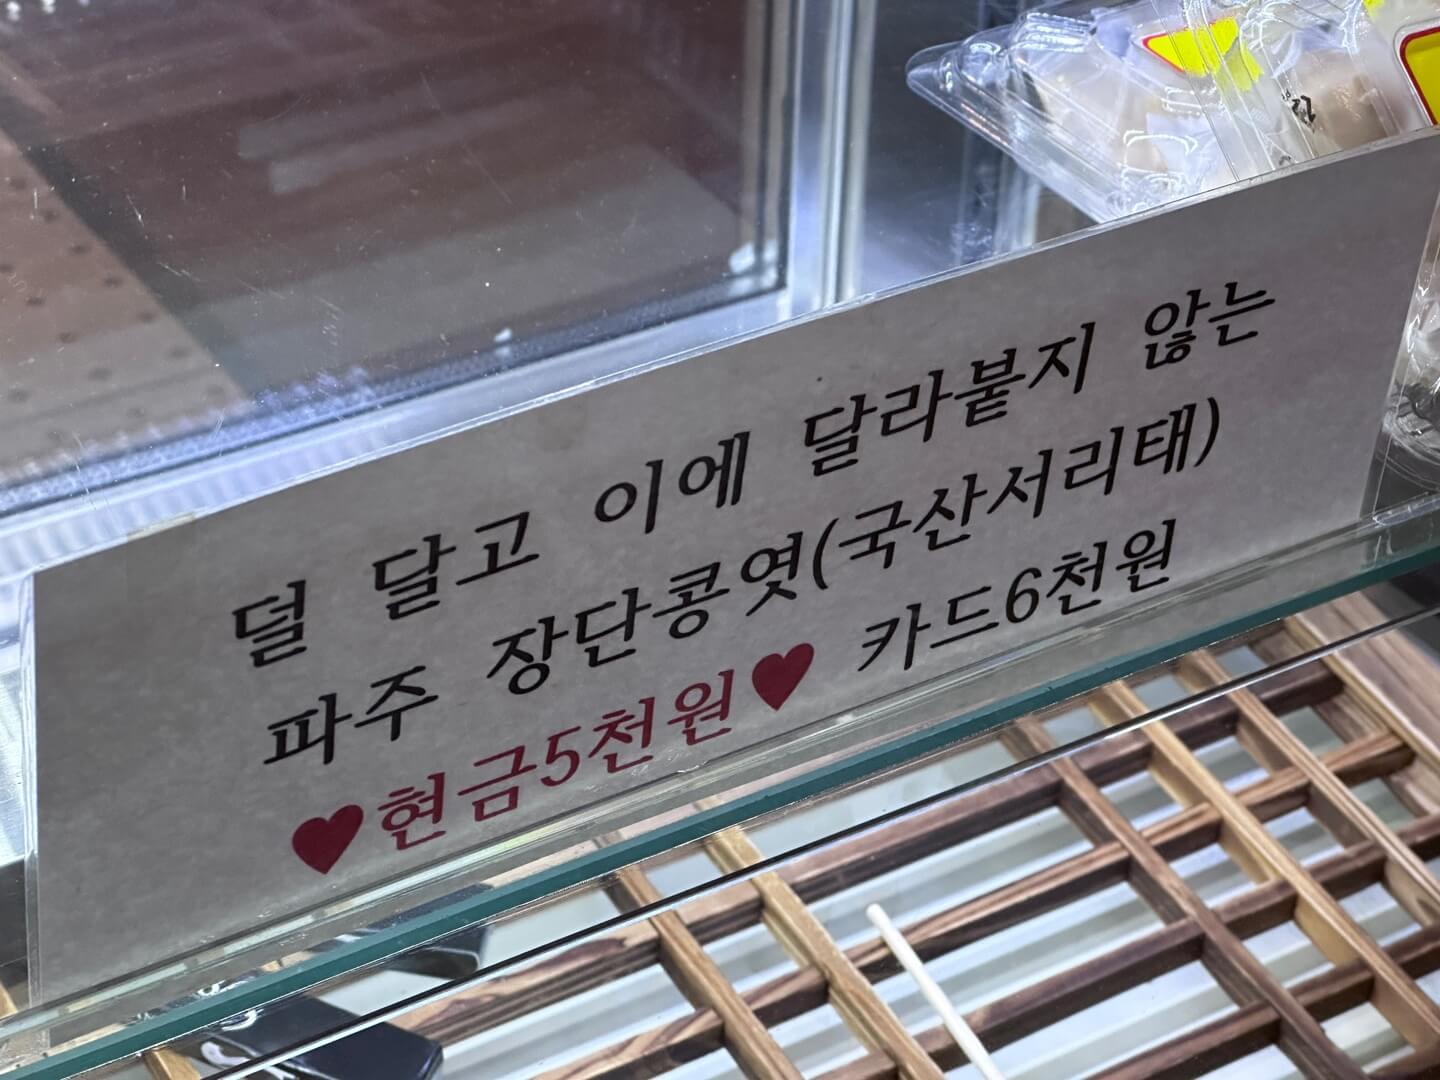 덜 달고 이에 달라붙지 않는
파주 장단콩엿(국산서리태)
♥현금5천원♥ 카드6천원